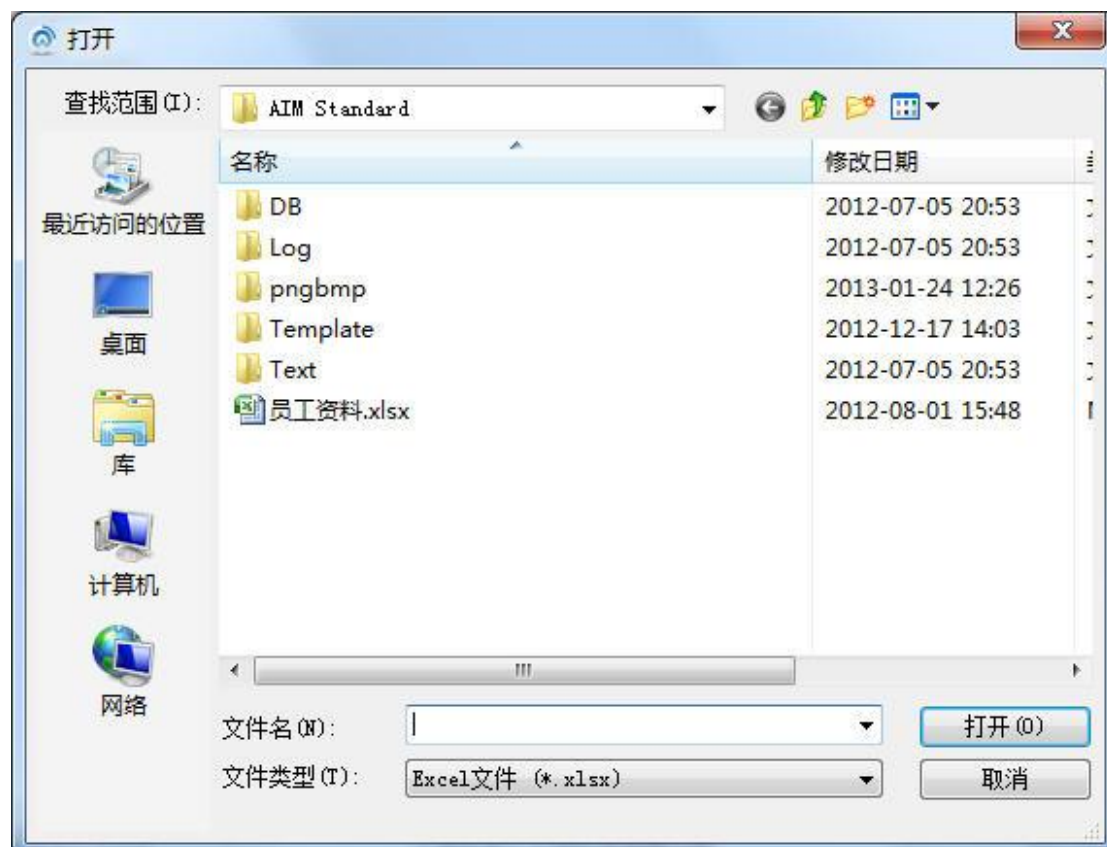 打开
查找范围(I):
AIM Standard
名称
修改日期
最近访问的位置
DB
2012-07-05 20:53
Log
2012-07-05 20:53
pngbmp
2013-01-24 12:26
桌面
Template
2012-12-17 14:03
Text
2012-07-05 20:53
员工资料.xlsx
2012-08-01 15:48
库
计算机
网络
文件名(N):
打开(O)
文件类型(T):
Excel文件 (*.xlsx)
取消